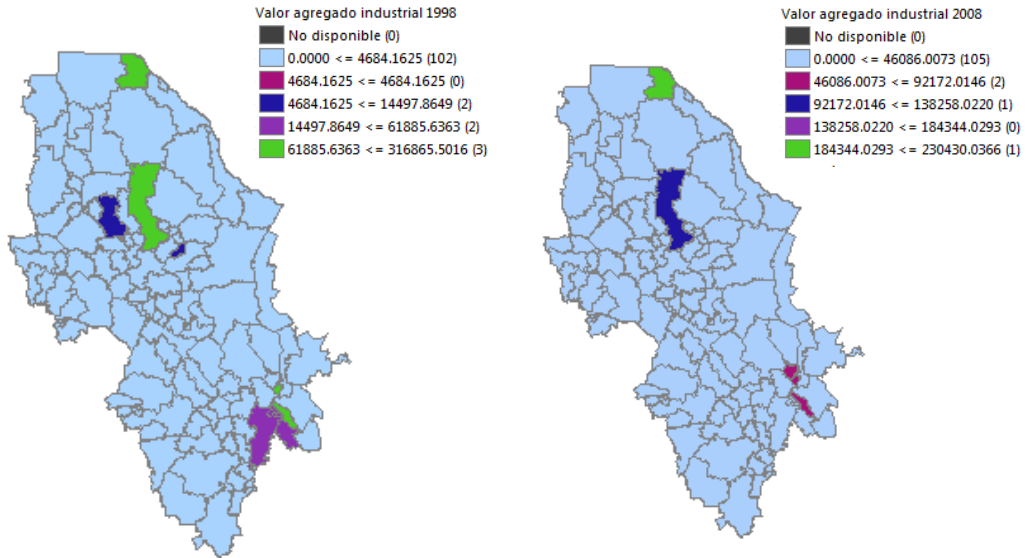 Valor agregado industrial 1998
No disponible (0)
0.0000 <= 4684.1625 (102)
4684.1625 <= 4684.1625 (0)
4684.1625 <= 14497.8649 (2)
14497.8649 <= 61885.6363 (2)
61885.6363 <= 316865.5016 (3)
Valor agregado industrial 2008
No disponible (0)
0.0000 <= 46086.0073 (105)
46086.0073 <= 92172.0146 (2)
92172.0146 <= 138258.0220 (1)
138258.0220 <= 184344.0293 (0)
184344.0293 <= 230430.0366 (1)